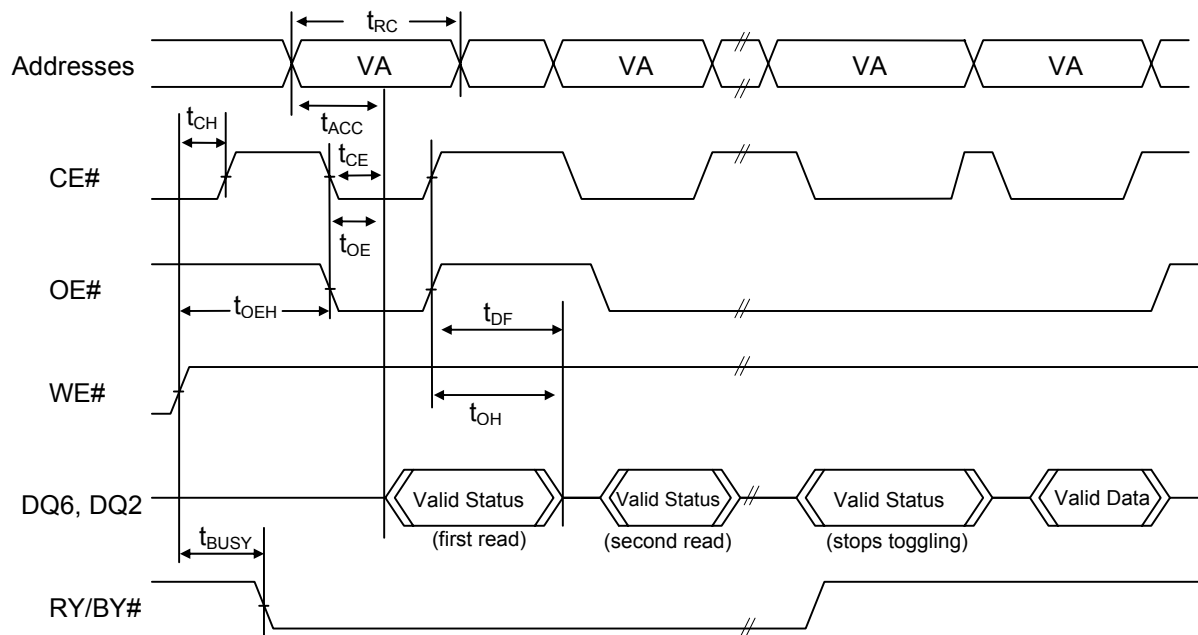 tRC
Addresses VA VA VA VA
tCH
tACC
tCE
CE#
tOE
OE#
tOEH
tDF
WE#
tOH
DQ6, DQ2 Valid Status Valid Status Valid Status Valid Data
(first read) (second read) (stops toggling)
tBUSY
RY/BY#